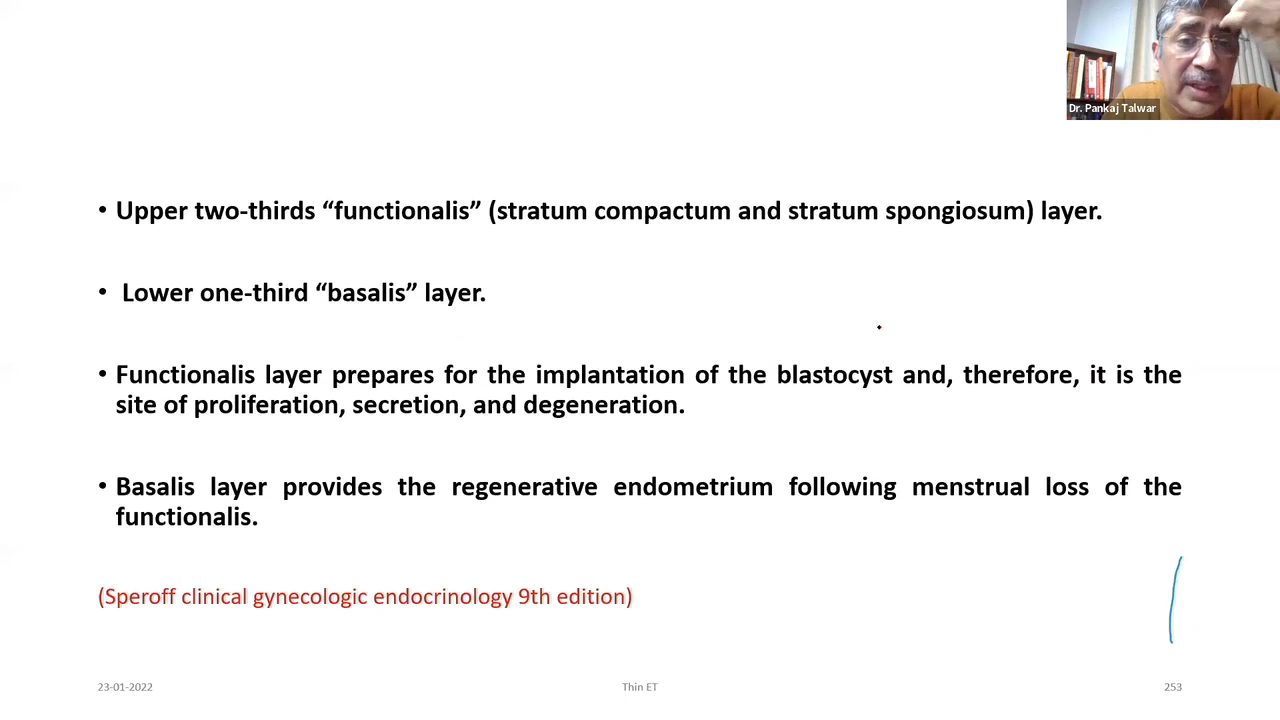 Dr. Pankaj Talwar
• Upper two-thirds “functionalis” (stratum compactum and stratum spongiosum) layer.
• Lower one-third “basalis” layer.
• Functionalis layer prepares for the implantation of the blastocyst and, therefore, it is the
site of proliferation, secretion, and degeneration.
• Basalis layer provides the regenerative endometrium following menstrual loss of the
functionalis.
(Speroff clinical gynecologic endocrinology 9th edition)
23-01-2022 Thin ET 253